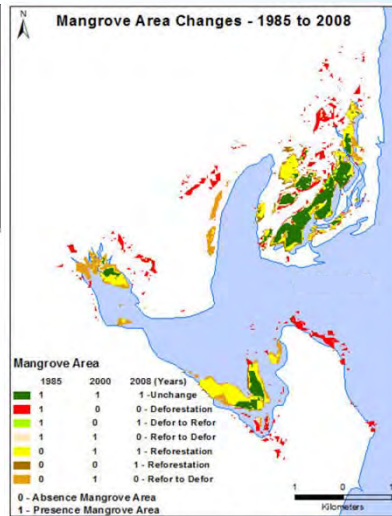 N
Mangrove Area Changes - 1985 to 2008
Mangrove Area
1985 2000 2008 (Years)
1 1 1 - Unchange
1 0 0 - Deforestation
1 0 1 - Defor to Refor
1 1 0 - Refor to Defor
0 1 1 - Reforestation
0 0 1 - Reforestation
0 1 0 - Refor to Defor
0 - Absence Mangrove Area
1 - Presence Mangrove Area
1 0 1
Kilometers